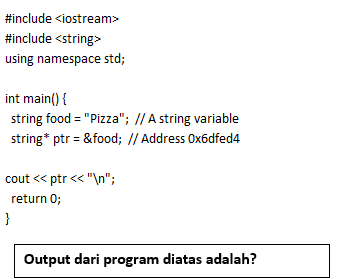 #include <iostream>
#include <string>
using namespace std;
int main() {
string food = "Pizza"; // A string variable
string* ptr = &food; // Address 0x6dfed4
cout << ptr << "\n";
return 0;
}
Output dari program diatas adalah?